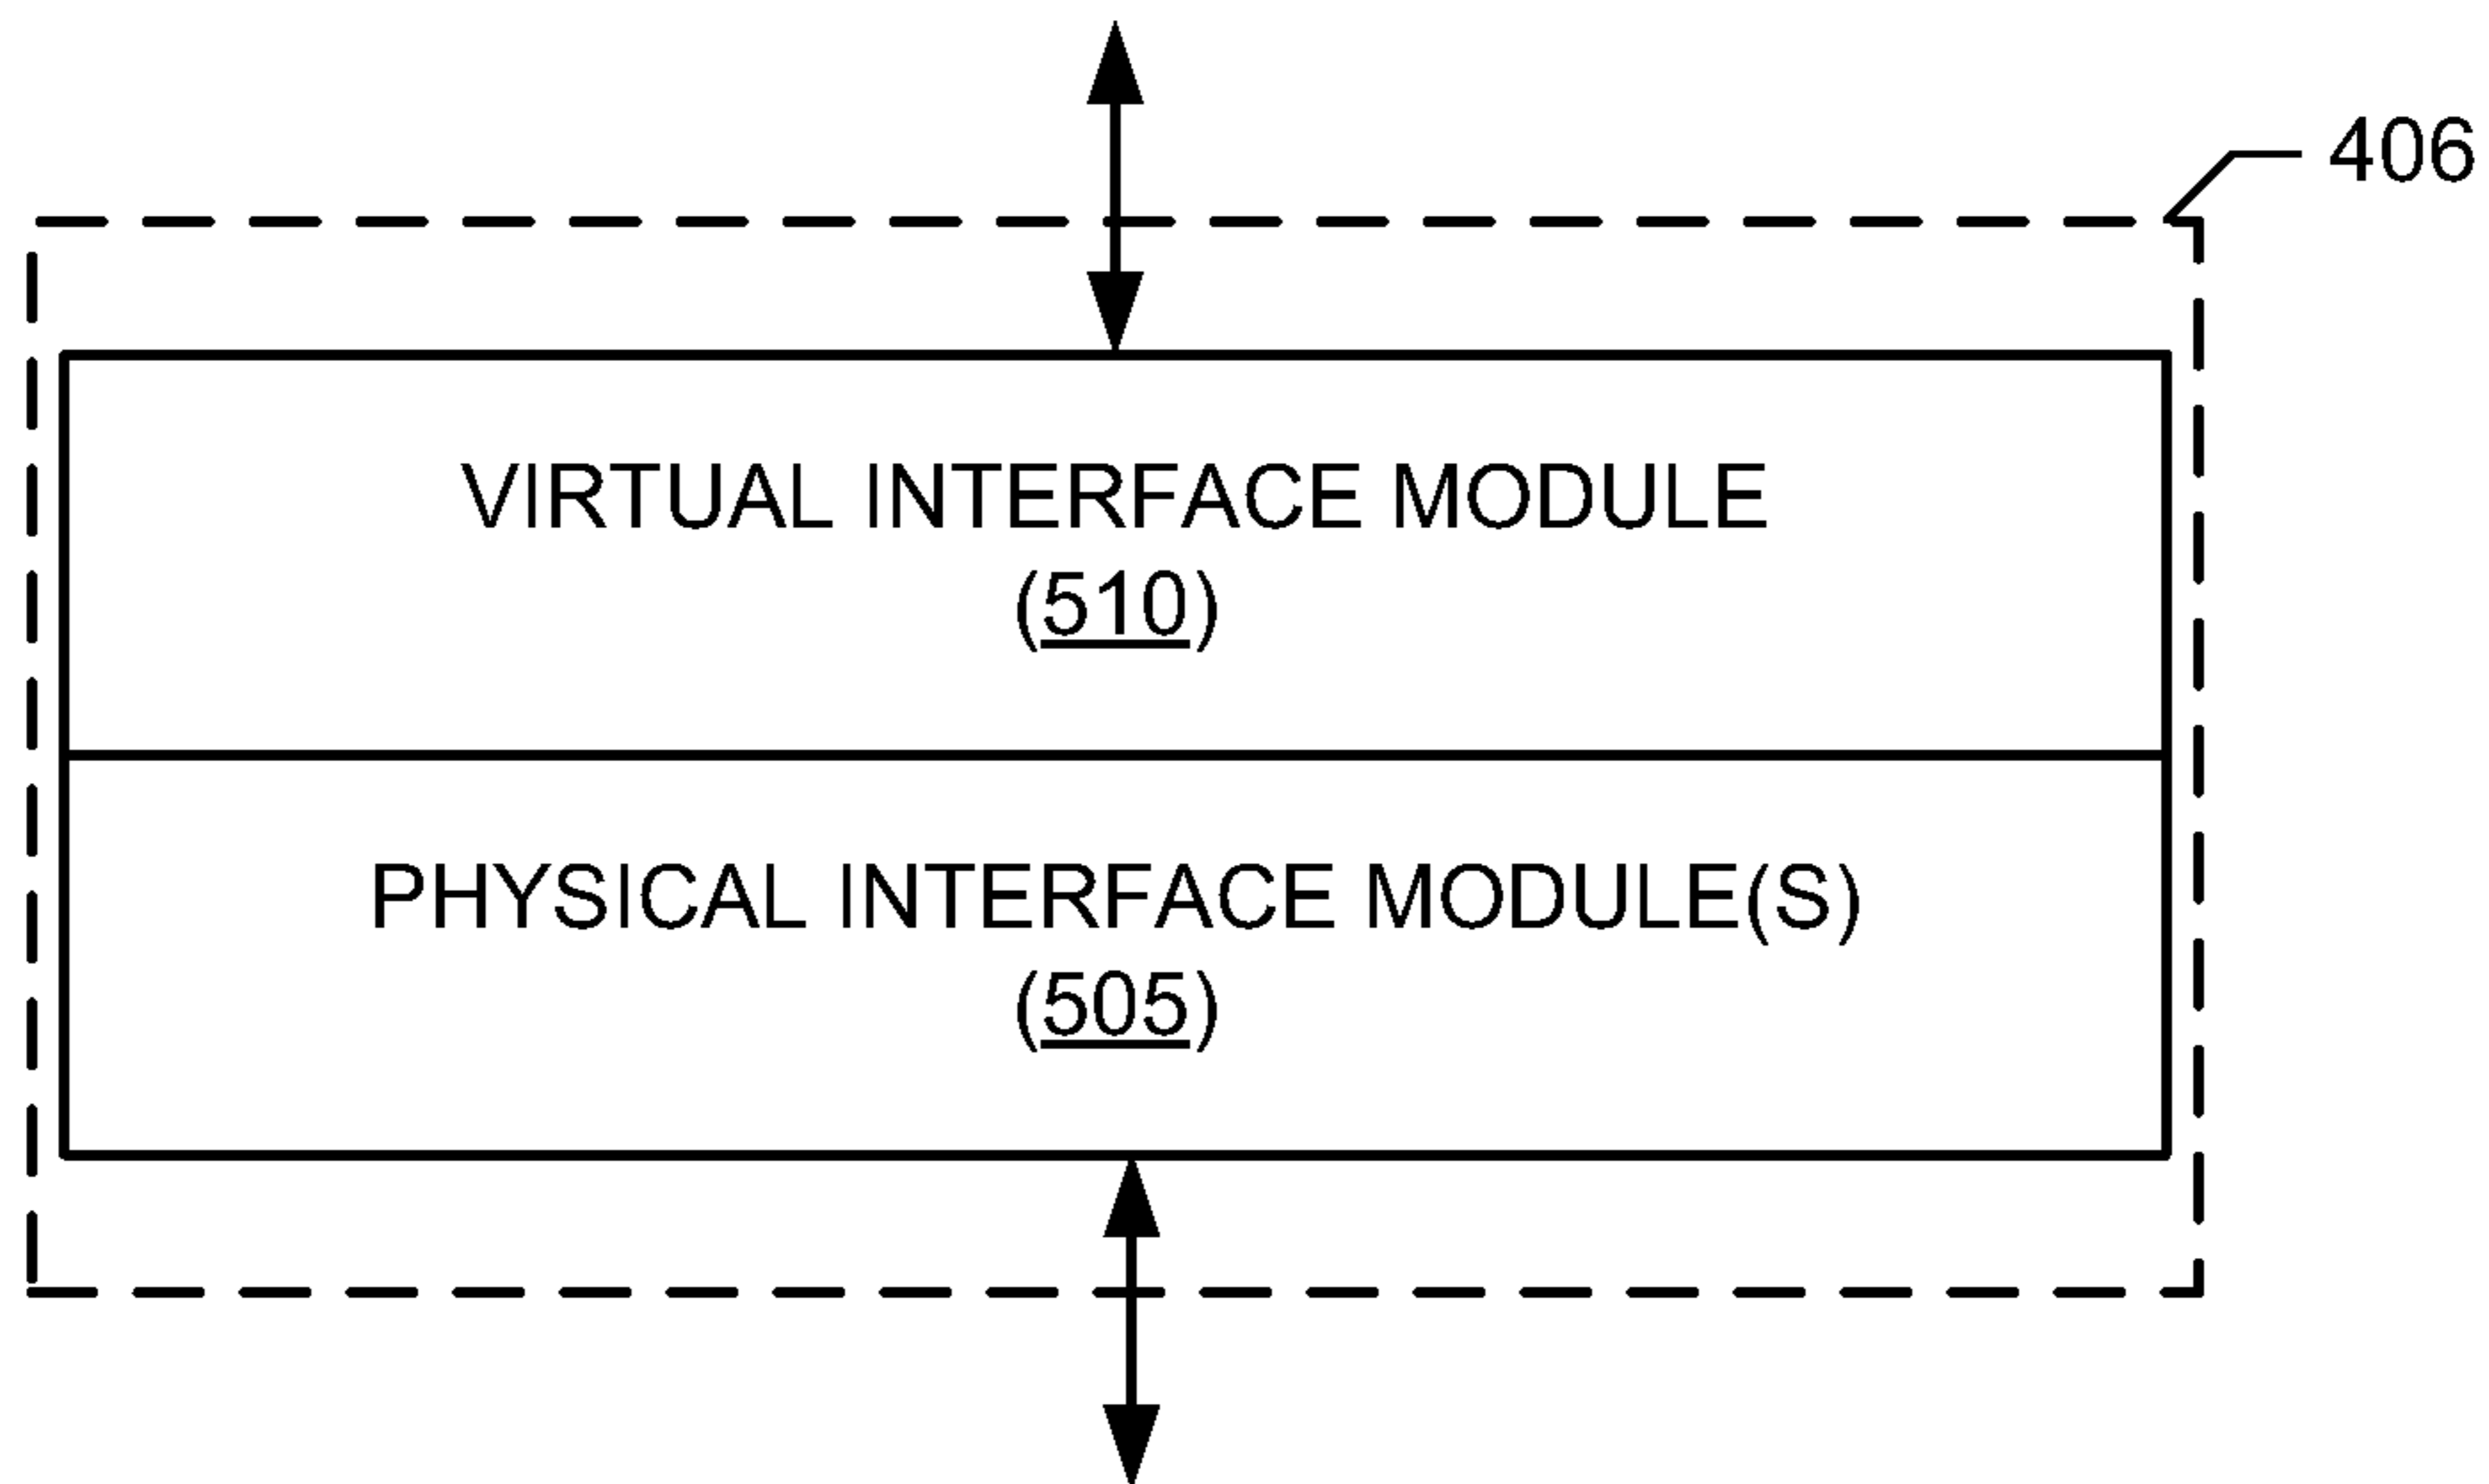 406
VIRTUAL INTERFACE MODULE
(510)
PHYSICAL INTERFACE MODULE(S)
(505)